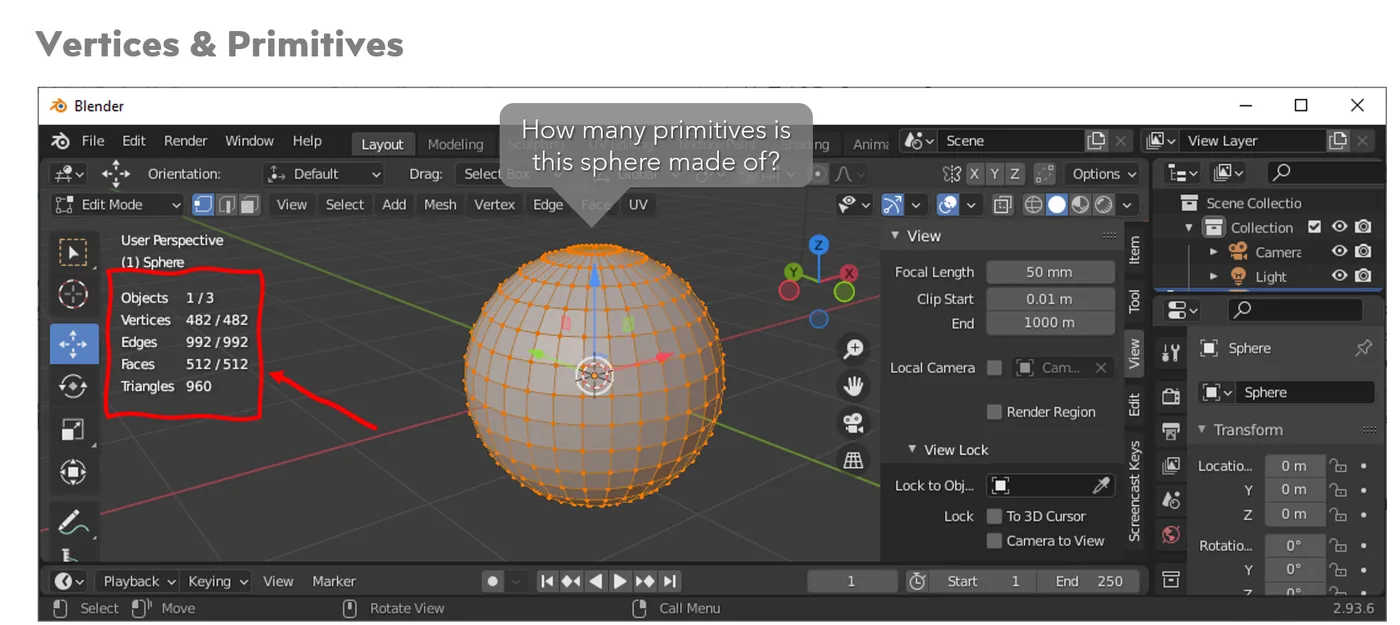 Vertices & Primitives
Blender
File Edit Render Window Help Layout Modeling Anima Scene View Layer
How many primitives is
this sphere made of?
Orientation: Default Drag: Select Box Global X Y Z Options
Edit Mode View Select Add Mesh Vertex Edge Face UV
User Perspective
(1) Sphere
Objects 1 / 3
Vertices 482 / 482
Edges 992 / 992
Faces 512 / 512
Triangles 960
Z
Y
X
View
Focal Length 50 mm
Clip Start 0.01 m
End 1000 m
Local Camera Cam...
Render Region
View Lock
Lock to Obj...
Lock To 3D Cursor
Camera to View
Item
Tool
View
Edit
Screencast Keys
Scene Collectio
Collection
Camera
Light
Sphere
Sphere
Transform
Locatio... 0 m
Y 0 m
Z 0 m
Rotatio... 0°
Y 0°
Z 0°
Playback Keying View Marker 1 Start 1 End 250
Select Move Rotate View Call Menu 2.93.6